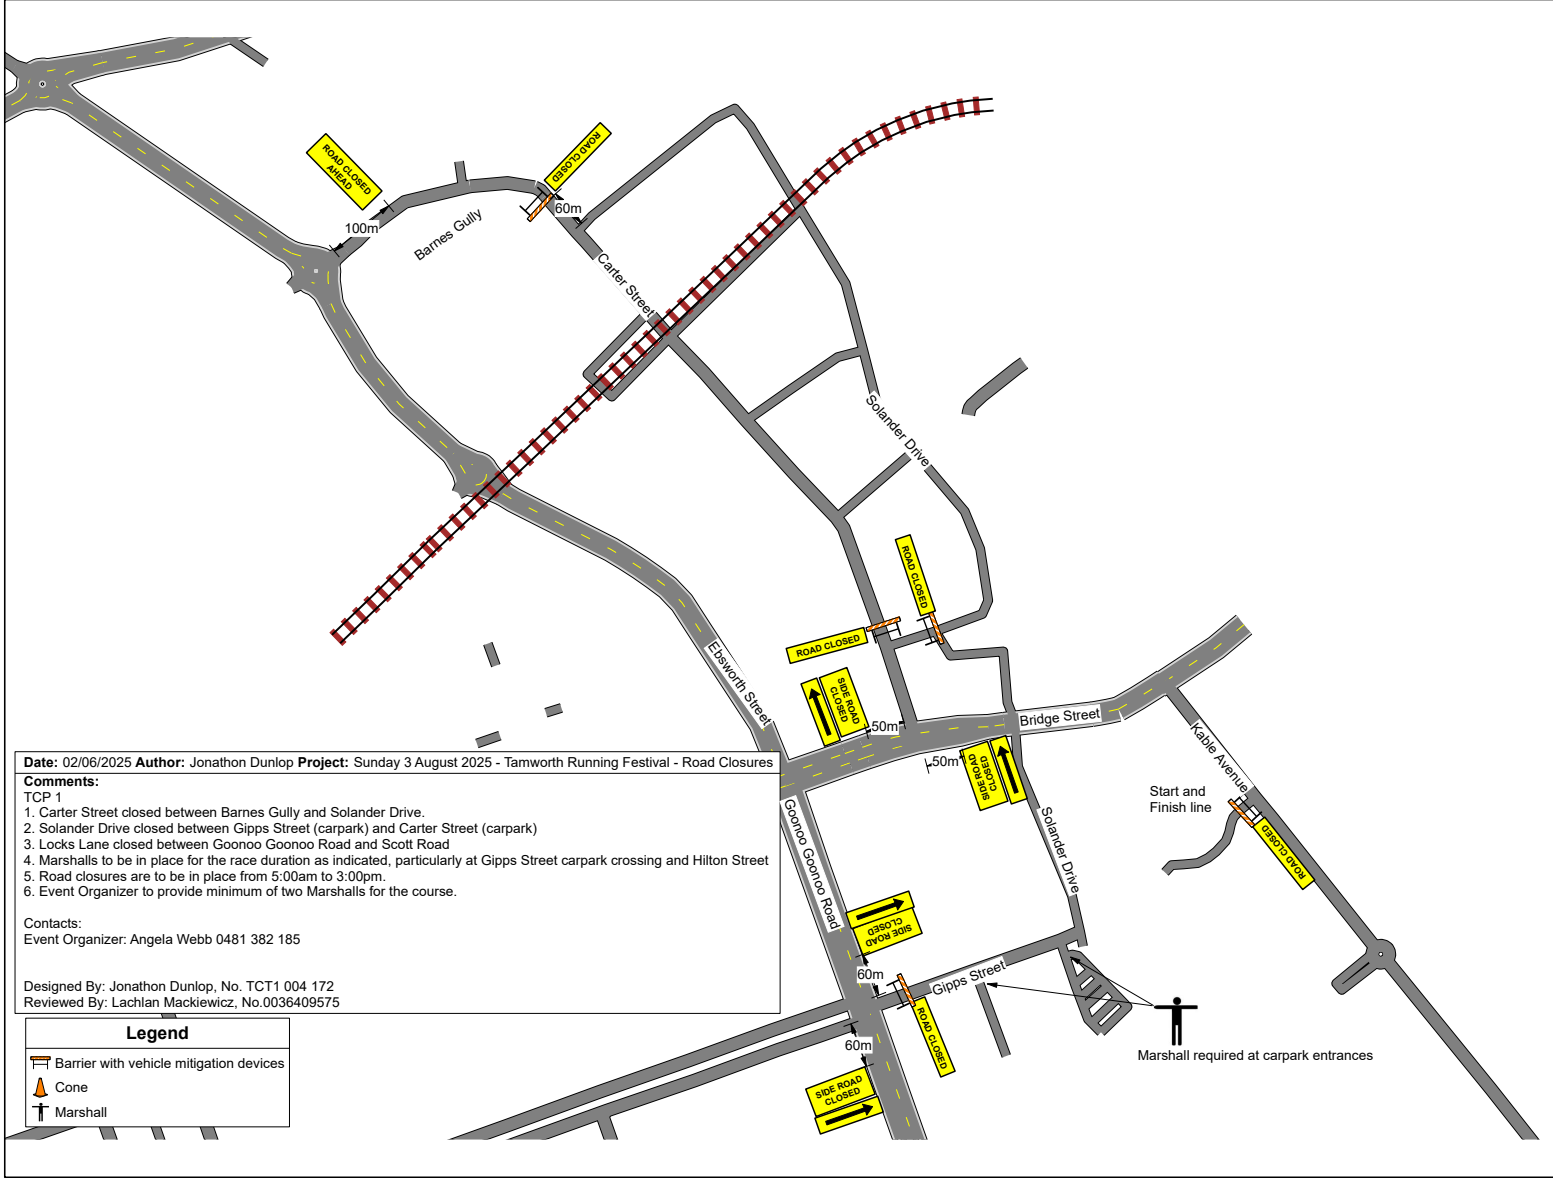 ROAD CLOSED
AHEAD
ROAD CLOSED
60m
100m
Barnes Gully
Carter Street
Solander Drive
ROAD CLOSED
ROAD CLOSED
SIDE ROAD
CLOSED
Ebsworth Street
50m
Bridge Street
50m
SIDE ROAD
CLOSED
Kable Avenue
Start and
Finish line
ROAD CLOSED
Date: 02/06/2025 Author: Jonathon Dunlop Project: Sunday 3 August 2025 - Tamworth Running Festival - Road Closures
Comments:
TCP 1
1. Carter Street closed between Barnes Gully and Solander Drive.
2. Solander Drive closed between Gipps Street (carpark) and Carter Street (carpark)
3. Locks Lane closed between Goonoo Goonoo Road and Scott Road
4. Marshalls to be in place for the race duration as indicated, particularly at Gipps Street carpark crossing and Hilton Street
5. Road closures are to be in place from 5:00am to 3:00pm.
6. Event Organizer to provide minimum of two Marshalls for the course.
Contacts:
Event Organizer: Angela Webb 0481 382 185
Designed By: Jonathon Dunlop, No. TCT1 004 172
Reviewed By: Lachlan Mackiewicz, No.0036409575
Goonoo Goonoo Road
Solander Drive
SIDE ROAD
CLOSED
60m
Gipps Street
ROAD CLOSED
60m
SIDE ROAD
CLOSED
Marshall required at carpark entrances
Legend
Barrier with vehicle mitigation devices
Cone
Marshall